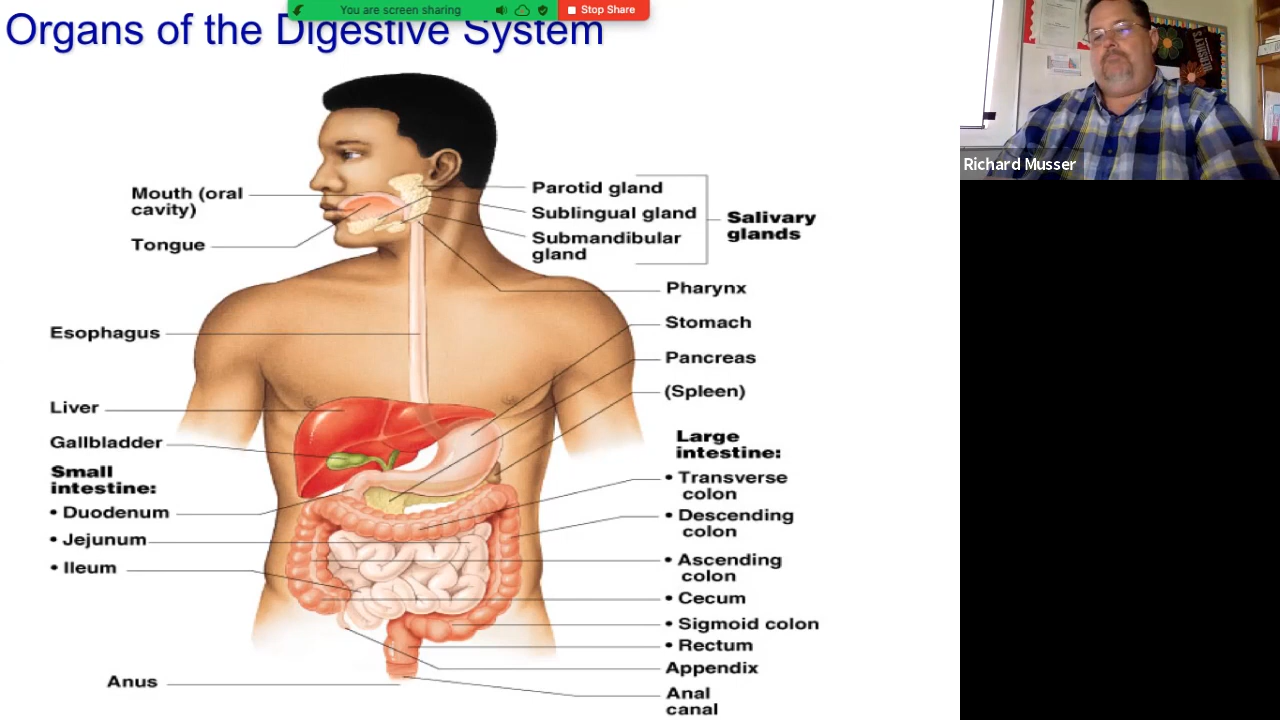 You are screen sharing
Stop Share
Organs of the Digestive System
Richard Musser
HERSHEY'S
Mouth (oral
cavity)
Tongue
Esophagus
Liver
Gallbladder
Small
intestine:
• Duodenum
• Jejunum
• Ileum
Anus
Parotid gland
Sublingual gland
Submandibular
gland
Salivary
glands
Pharynx
Stomach
Pancreas
(Spleen)
Large
intestine:
• Transverse
colon
• Descending
colon
• Ascending
colon
• Cecum
• Sigmoid colon
• Rectum
Appendix
Anal
canal